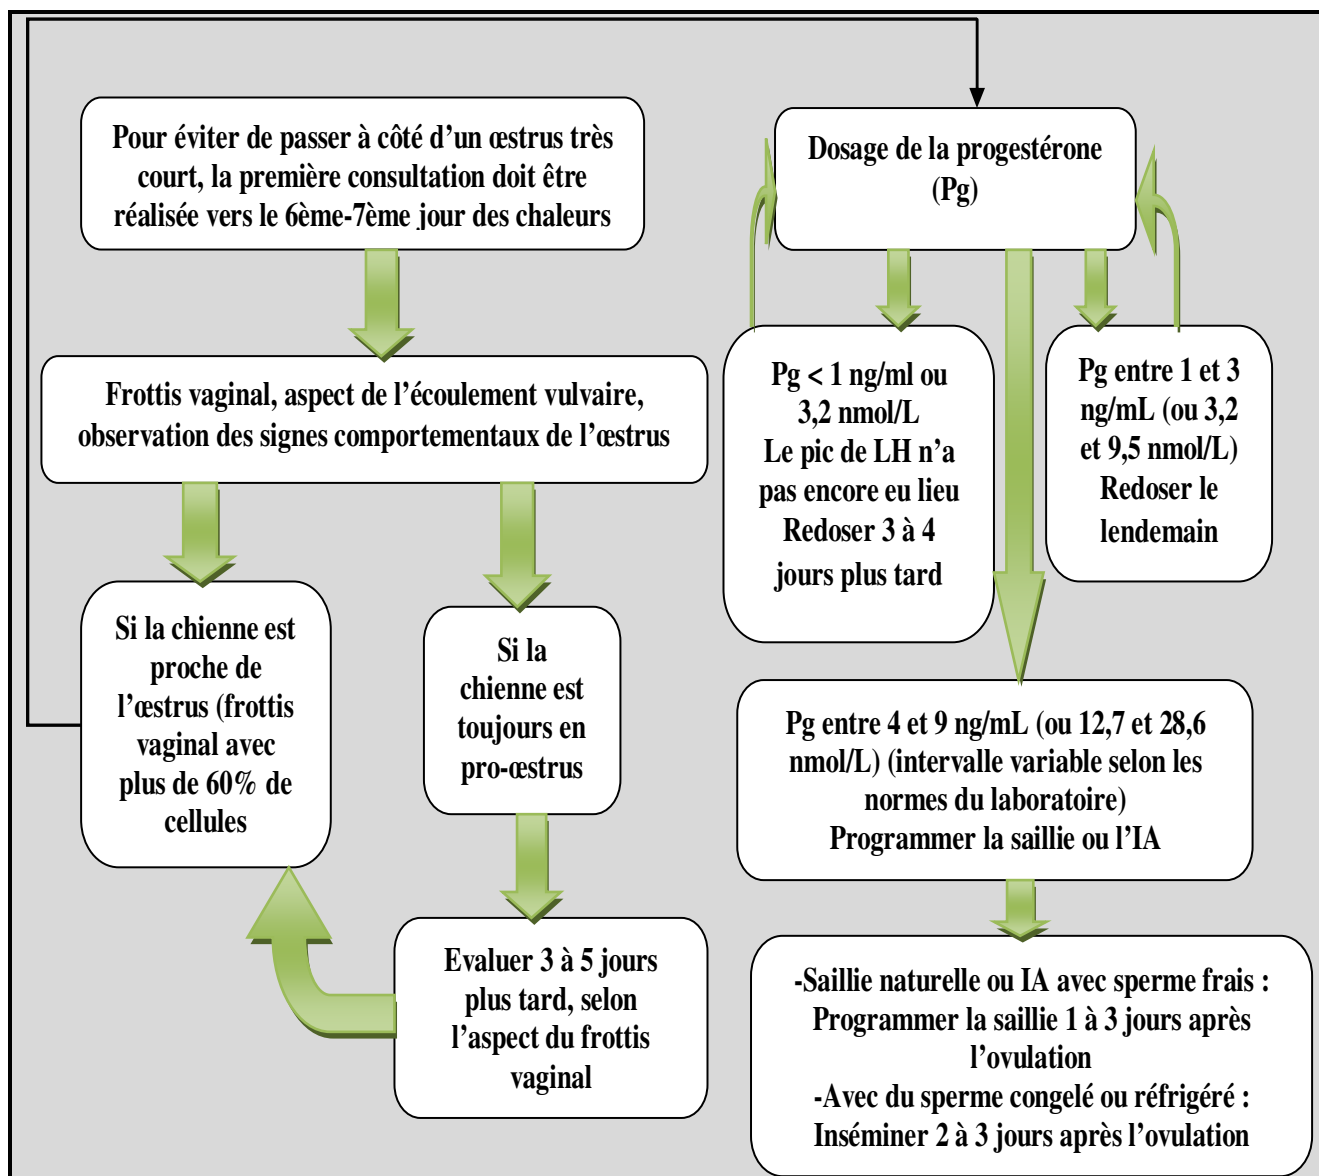 Pour éviter de passer à côté d’un œstrus très
court, la première consultation doit être
réalisée vers le 6ème-7ème jour des chaleurs
Frottis vaginal, aspect de l’écoulement vulvaire,
observation des signes comportementaux de l’œstrus
Si la chienne est
proche de
l’œstrus (frottis
vaginal avec
plus de 60% de
cellules
Si la
chienne est
toujours en
pro-œstrus
Evaluer 3 à 5 jours
plus tard, selon
l’aspect du frottis
vaginal
Dosage de la progestérone
(Pg)
Pg < 1 ng/ml ou
3,2 nmol/L
Le pic de LH n’a
pas encore eu lieu
Redoser 3 à 4
jours plus tard
Pg entre 1 et 3
ng/mL (ou 3,2
et 9,5 nmol/L)
Redoser le
lendemain
Pg entre 4 et 9 ng/mL (ou 12,7 et 28,6
nmol/L) (intervalle variable selon les
normes du laboratoire)
Programmer la saillie ou l’IA
-Saillie naturelle ou IA avec sperme frais :
Programmer la saillie 1 à 3 jours après
l’ovulation
-Avec du sperme congelé ou réfrigéré :
Inséminer 2 à 3 jours après l’ovulation